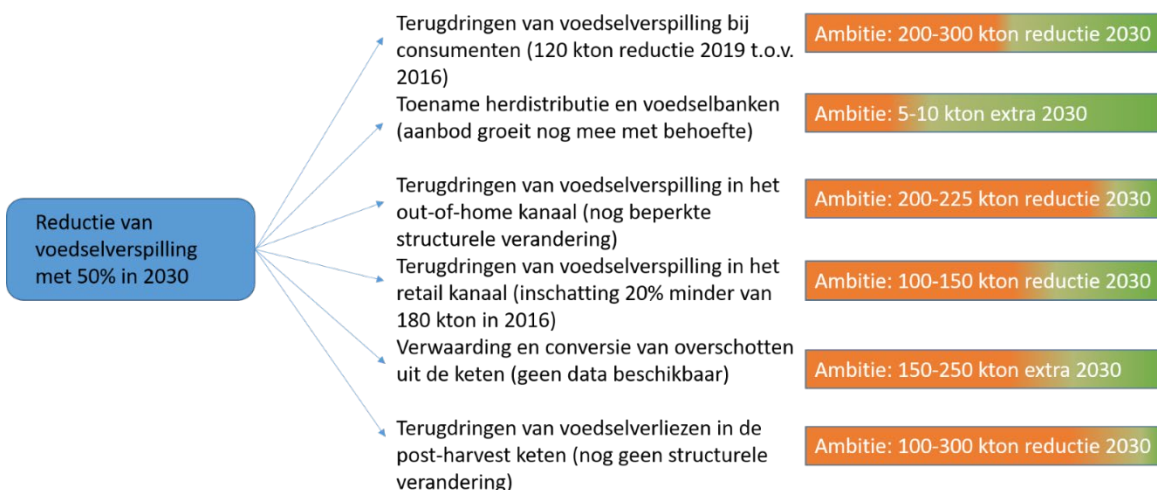 Terugdringen van voedselverspilling bij
consumenten (120 kton reductie 2019 t.o.v.
2016)
Ambitie: 200-300 kton reductie 2030
Toename herdistributie en voedselbanken
(aanbod groeit nog mee met behoefte)
Ambitie: 5-10 kton extra 2030
Reductie van
voedselverspilling
met 50% in 2030
Terugdringen van voedselverspilling in het
out-of-home kanaal (nog beperkte
structurele verandering)
Ambitie: 200-225 kton reductie 2030
Terugdringen van voedselverspilling in het
retail kanaal (inschatting 20% minder van
180 kton in 2016)
Ambitie: 100-150 kton reductie 2030
Verwaarding en conversie van overschotten
uit de keten (geen data beschikbaar)
Ambitie: 150-250 kton extra 2030
Terugdringen van voedselverliezen in de
post-harvest keten (nog geen structurele
verandering)
Ambitie: 100-300 kton reductie 2030